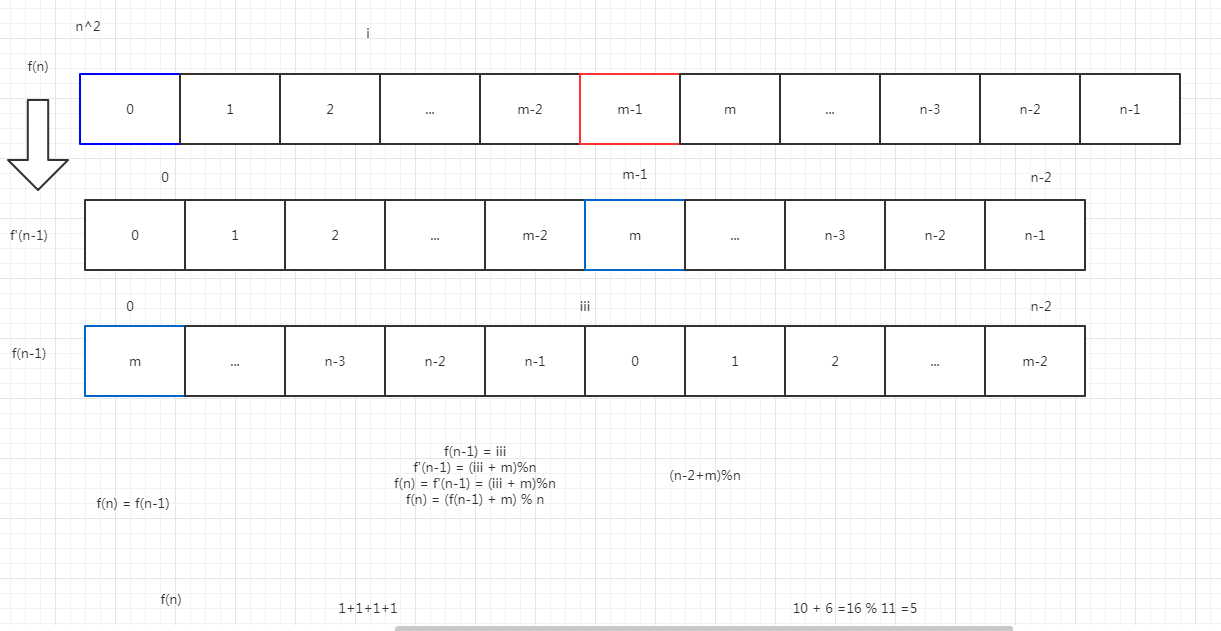 n^2
i
f(n)
0 1 2 ... m-2 m-1 m ... n-3 n-2 n-1
0 m-1 n-2
f'(n-1)
0 1 2 ... m-2 m ... n-3 n-2 n-1
0 iii n-2
f(n-1)
m ... n-3 n-2 n-1 0 1 2 ... m-2
f(n-1) = iii
f'(n-1) = (iii + m)%n
f(n) = f'(n-1) = (iii + m)%n
f(n) = (f(n-1) + m) % n
(n-2+m)%n
f(n) = f(n-1)
f(n)
1+1+1+1
10 + 6 =16 % 11 =5